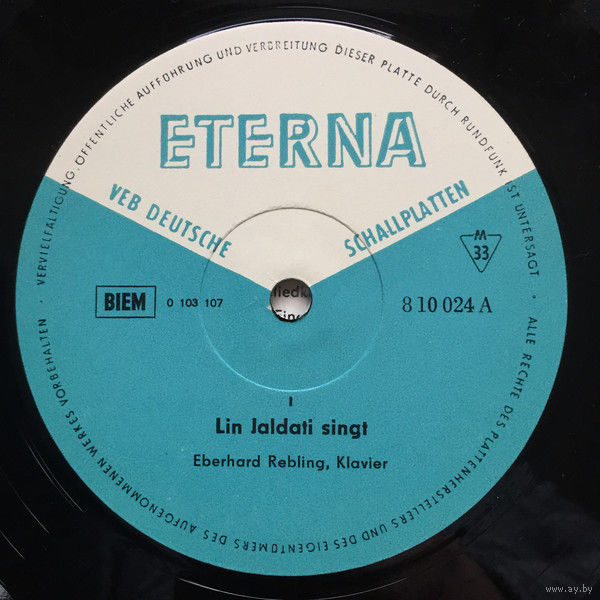 ALLE RECHTE DES PLATTENHERSTELLERS UND DES EIGENTÜMERS DES AUFGENOMMENEN WERKES VORBEHALTEN · VERVIELFÄLTIGUNG, ÖFFENTLICHE AUFFÜHRUNG UND VERBREITUNG DIESER PLATTE DURCH RUNDFUNK IST UNTERSAGT ·
ETERNA
VEB DEUTSCHE SCHALLPLATTEN
M
33
BIEM 0 103 107
8 10 024 A
I
Lin Jaldati singt
Eberhard Rebling, Klavier
www.ay.by